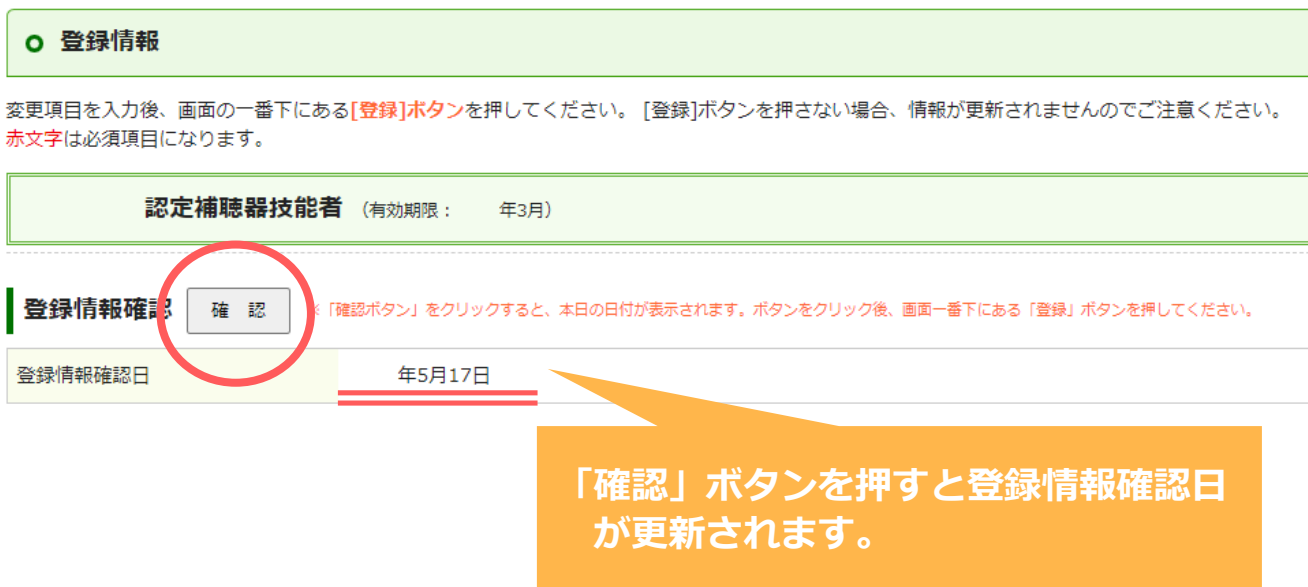 登録情報
変更項目を入力後、画面の一番下にある[登録]ボタンを押してください。 [登録]ボタンを押さない場合、情報が更新されませんのでご注意ください。
赤文字は必須項目になります。
認定補聴器技能者 （有効期限： 年3月）
登録情報確認 確 認 ※「確認ボタン」をクリックすると、本日の日付が表示されます。ボタンをクリック後、画面一番下にある「登録」ボタンを押してください。
登録情報確認日 年5月17日
「確認」ボタンを押すと登録情報確認日
が更新されます。